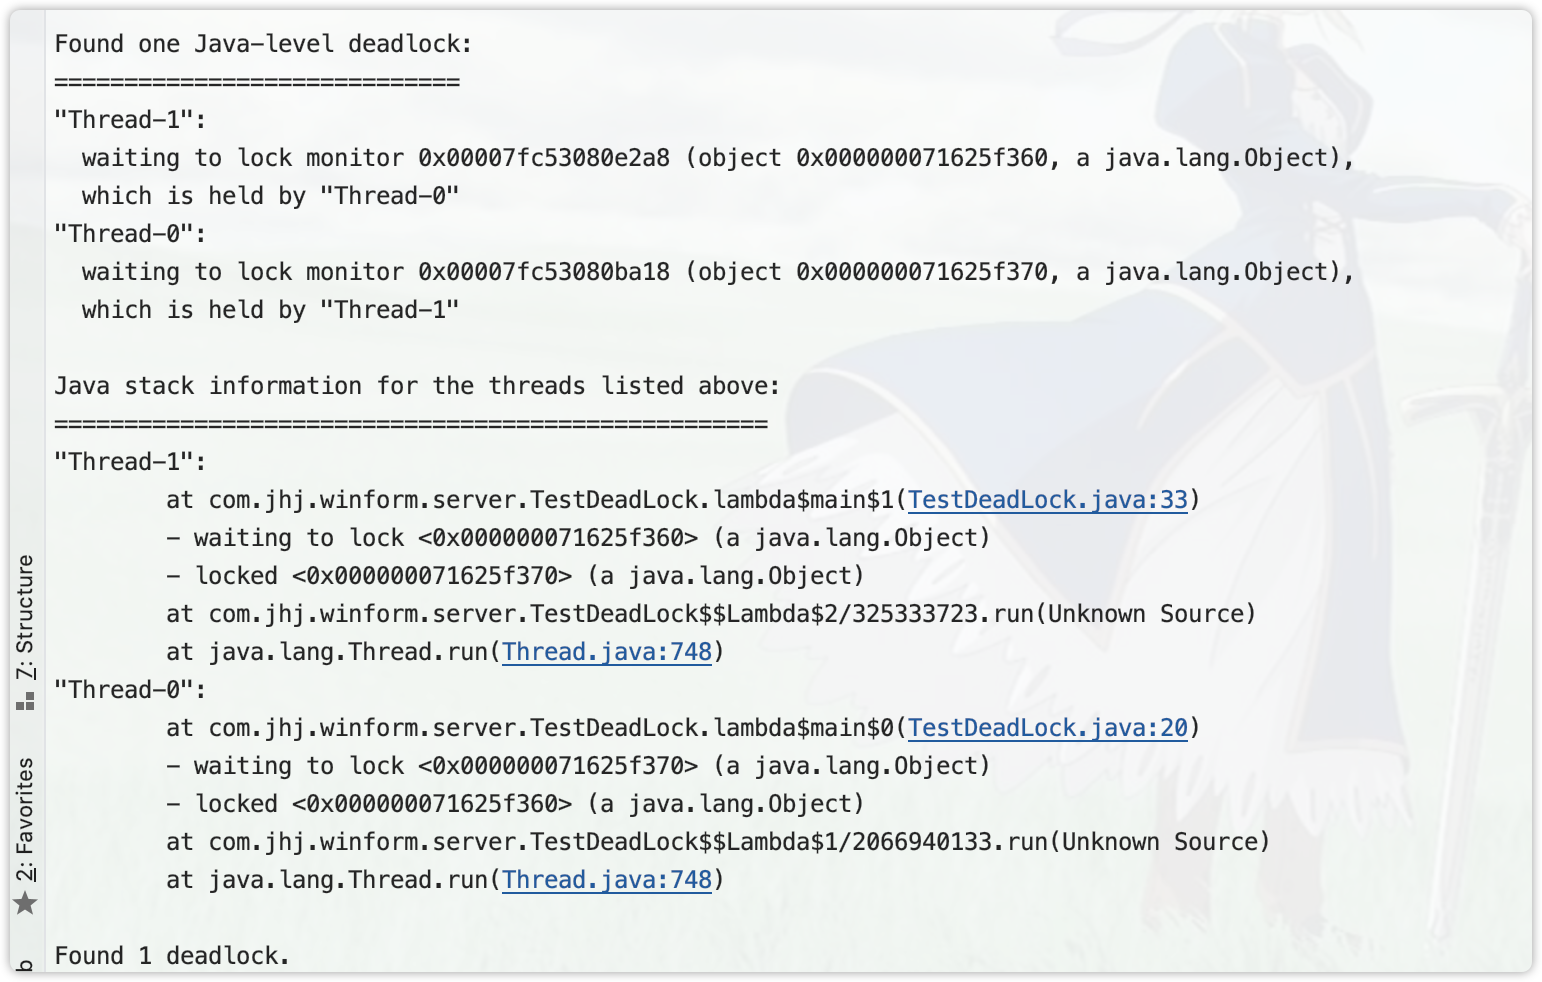 Found one Java-level deadlock:
=============================
"Thread-1":
  waiting to lock monitor 0x00007fc53080e2a8 (object 0x000000071625f360, a java.lang.Object),
  which is held by "Thread-0"
"Thread-0":
  waiting to lock monitor 0x00007fc53080ba18 (object 0x000000071625f370, a java.lang.Object),
  which is held by "Thread-1"

Java stack information for the threads listed above:
===================================================
"Thread-1":
        at com.jhj.winform.server.TestDeadLock.lambda$main$1(TestDeadLock.java:33)
        - waiting to lock <0x000000071625f360> (a java.lang.Object)
        - locked <0x000000071625f370> (a java.lang.Object)
        at com.jhj.winform.server.TestDeadLock$$Lambda$2/325333723.run(Unknown Source)
        at java.lang.Thread.run(Thread.java:748)
"Thread-0":
        at com.jhj.winform.server.TestDeadLock.lambda$main$0(TestDeadLock.java:20)
        - waiting to lock <0x000000071625f370> (a java.lang.Object)
        - locked <0x000000071625f360> (a java.lang.Object)
        at com.jhj.winform.server.TestDeadLock$$Lambda$1/2066940133.run(Unknown Source)
        at java.lang.Thread.run(Thread.java:748)

Found 1 deadlock.
7: Structure
2: Favorites
b